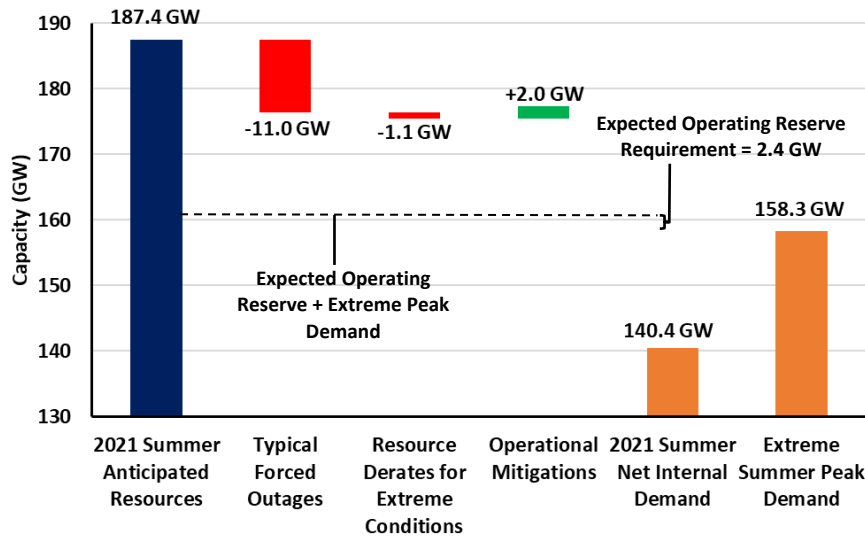 187.4 GW
190
+2.0 GW
180
-11.0 GW
-1.1 GW
Expected Operating Reserve
Requirement = 2.4 GW
170
Capacity (GW)
160
158.3 GW
Expected Operating
Reserve + Extreme Peak
Demand
150
140.4 GW
140
130
2021 Summer
Anticipated
Resources
Typical
Forced
Outages
Resource
Derates for
Extreme
Conditions
Operational
Mitigations
2021 Summer
Net Internal
Demand
Extreme
Summer Peak
Demand